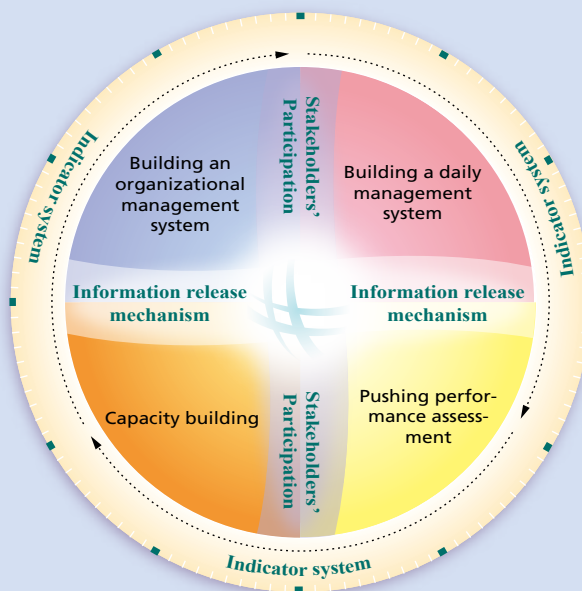 Stakeholders'
Participation
Indicator system
Indicator system
Building an
organizational
management
system
Building a daily
management
system
Information release
mechanism
Information release
mechanism
Capacity building
Pushing perfor-
mance assess-
ment
Stakeholders'
Participation
Indicator system